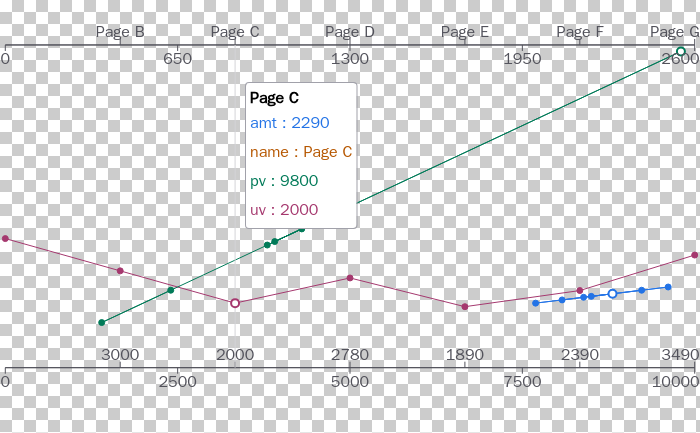 Page B Page C Page D Page E Page F Page G
0 650 1300 1950 2600
Page C
amt : 2290
name : Page C
pv : 9800
uv : 2000
3000 2000 2780 1890 2390 3490
0 2500 5000 7500 10000